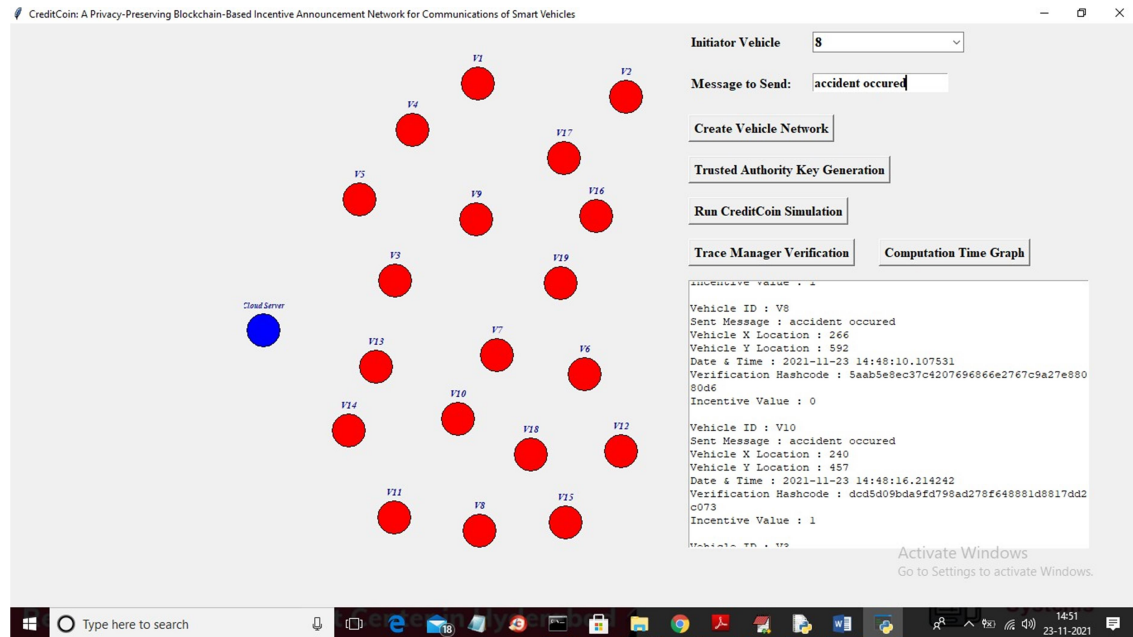 CreditCoin: A Privacy-Preserving Blockchain-Based Incentive Announcement Network for Communications of Smart Vehicles
Initiator Vehicle 8
Message to Send: accident occured
Create Vehicle Network
Trusted Authority Key Generation
Run CreditCoin Simulation
Trace Manager Verification Computation Time Graph
V1
V2
V4
V17
V5
V9
V16
V3
V19
Cloud Server
V7
V13
V6
V10
V14
V18
V12
V11
V8
V15
Incentive Value : 1
Vehicle ID : V8
Sent Message : accident occured
Vehicle X Location : 266
Vehicle Y Location : 592
Date & Time : 2021-11-23 14:48:10.107531
Verification Hashcode : 5aab5e8ec37c4207696866e2767c9a27e880
80d6
Incentive Value : 0
Vehicle ID : V10
Sent Message : accident occured
Vehicle X Location : 240
Vehicle Y Location : 457
Date & Time : 2021-11-23 14:48:16.214242
Verification Hashcode : dcd5d09bda9fd798ad278f648881d8817dd2
c073
Incentive Value : 1
Vehicle ID : V3
Activate Windows
Go to Settings to activate Windows.
Type here to search
18
14:51
23-11-2021